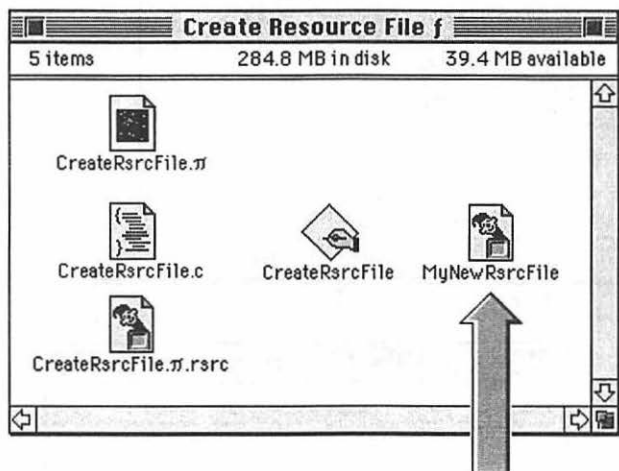 Create Resource File ƒ
5 items 284.8 MB in disk 39.4 MB available
CreateRsrcFile.π
CreateRsrcFile.c CreateRsrcFile MyNewRsrcFile
CreateRsrcFile.π.rsrc